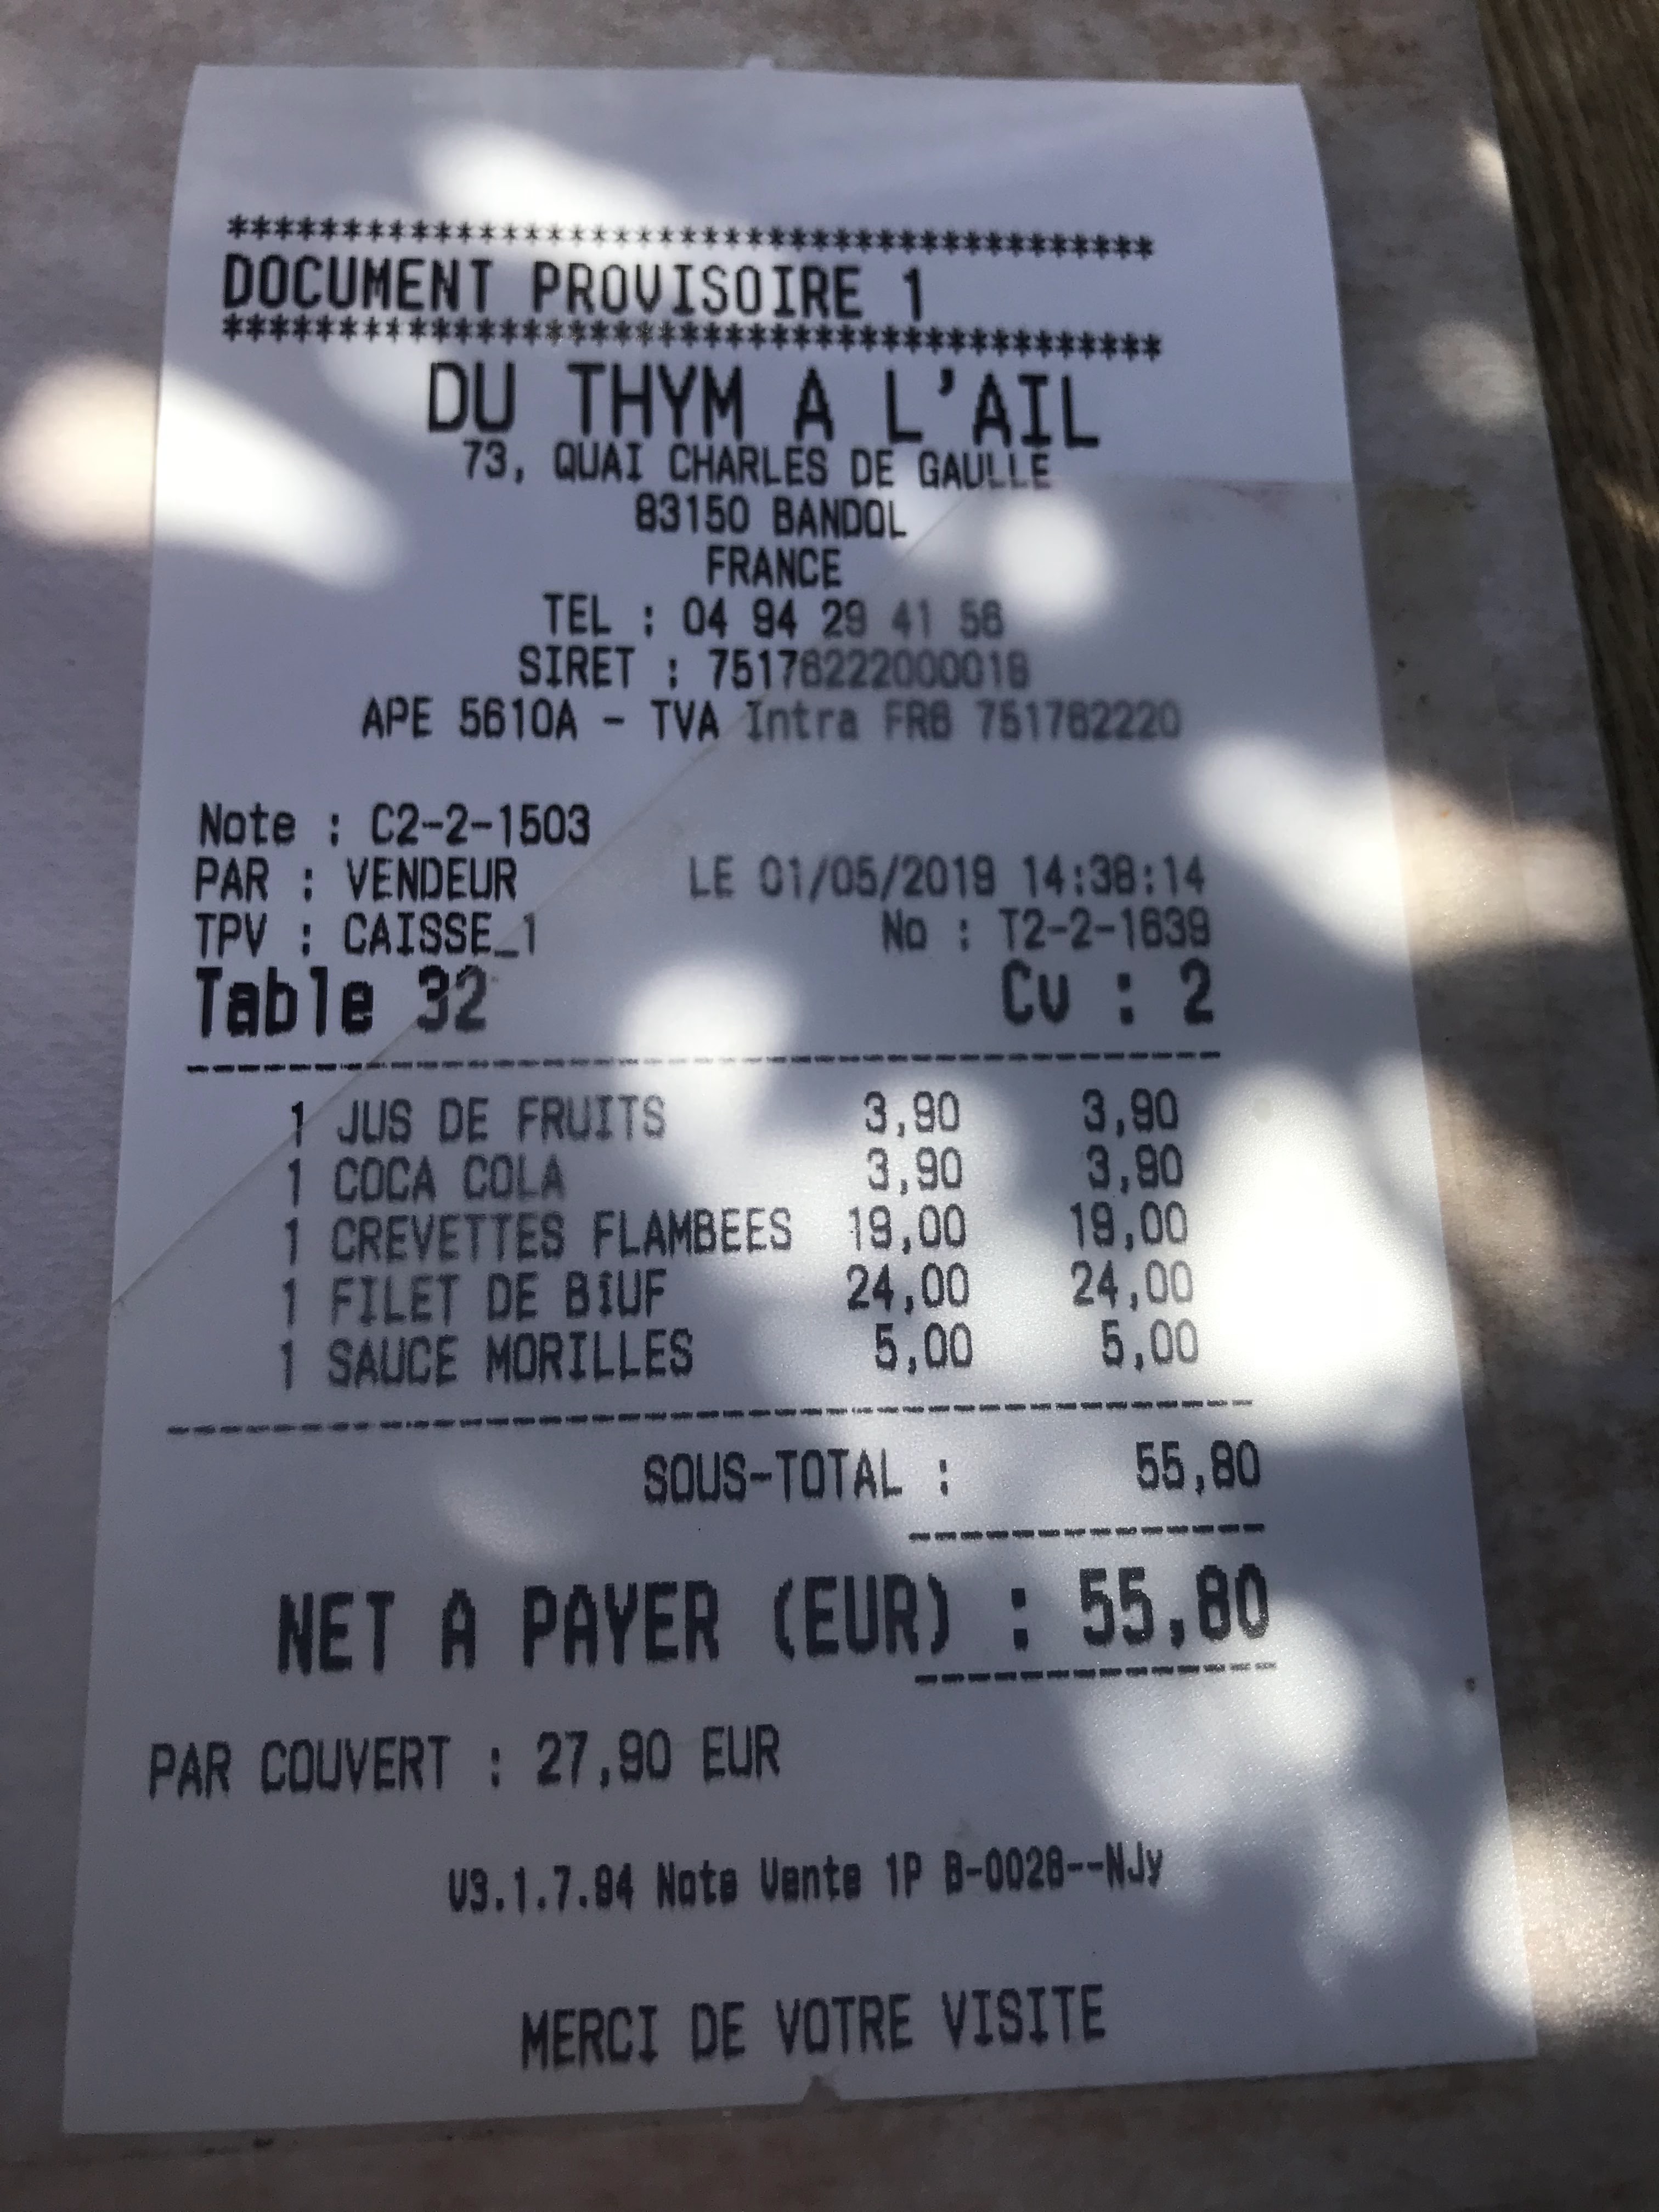 ****************************************
DOCUMENT PROVISOIRE 1
****************************************
DU THYM A L'AIL
73, QUAI CHARLES DE GAULLE
83150 BANDOL
FRANCE
TEL : 04 94 29 41 56
SIRET : 75176222000018
APE 5610A - TVA Intra FR6 751762220
Note : C2-2-1503
PAR : VENDEUR LE 01/05/2019 14:38:14
TPV : CAISSE_1 No : T2-2-1639
Table 32 Cv : 2
1 JUS DE FRUITS 3,90 3,90
1 COCA COLA 3,90 3,90
1 CREVETTES FLAMBEES 19,00 19,00
1 FILET DE BîUF 24,00 24,00
1 SAUCE MORILLES 5,00 5,00
SOUS-TOTAL : 55,80
NET A PAYER (EUR) : 55,80
PAR COUVERT : 27,90 EUR
V3.1.7.94 Note Vente 1P B-0028--NJy
MERCI DE VOTRE VISITE